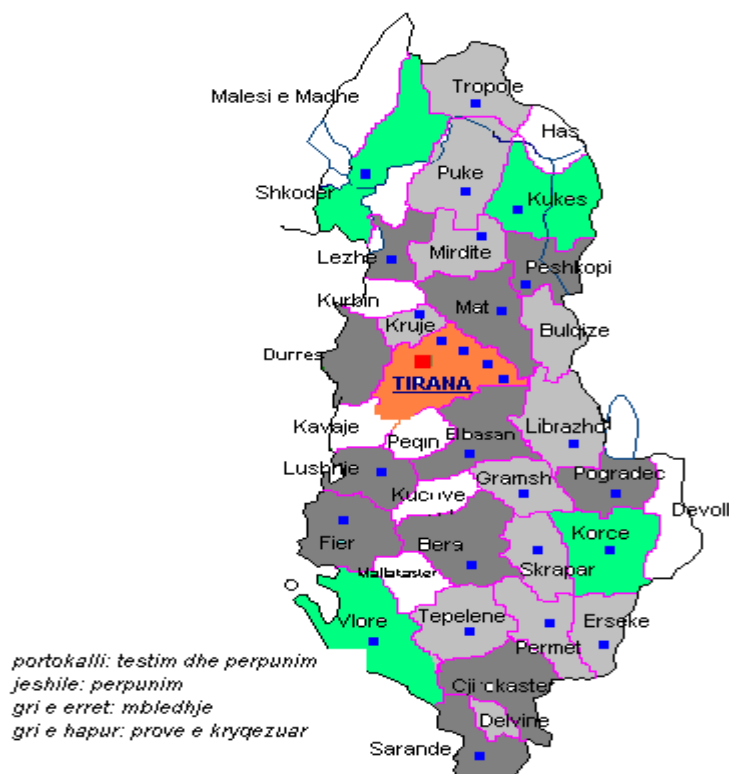 Tropoje
Malesi e Madhe
Has
Puke
Shkoder
Kukes
Lezhe
Mirdite
Peshkopi
Kurbin
Mat
Kruje
Bulqize
Durres
TIRANA
Kavaje
Librazhd
Peqin
Elbasan
Lushnje
Gramsh
Pogradec
Kucove
Devoll
Korce
Fier
Bera
Skrapar
Mallakaster
Vlore
Tepelene
Erseke
Permet
portokalli: testim dhe perpunim
jeshile: perpunim
gri e erret: mbledhje
gri e hapur: prove e kryqezuar
Gjirokaster
Delvine
Sarande